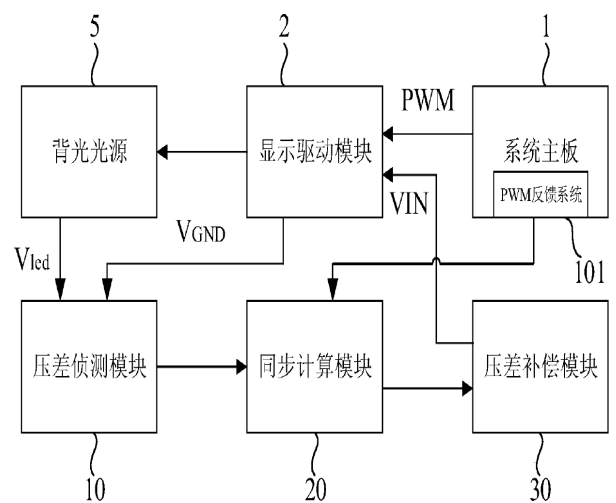 5
2
1
背光光源
显示驱动模块
PWM
系统主板
PWM反馈系统
VIN
101
Vled
VGND
压差侦测模块
同步计算模块
压差补偿模块
10
20
30